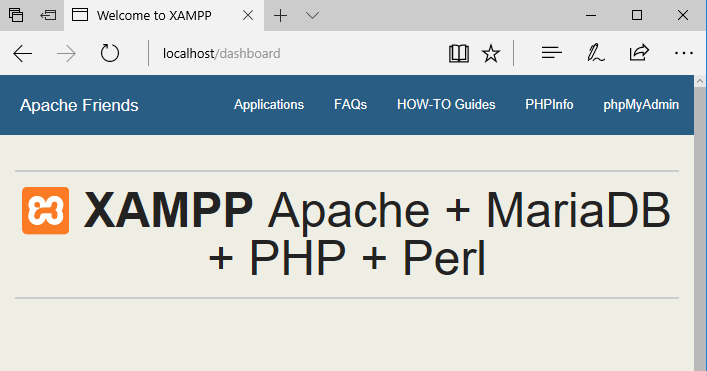 Welcome to XAMPP
localhost/dashboard
Apache Friends Applications FAQs HOW-TO Guides PHPInfo phpMyAdmin
XAMPP Apache + MariaDB
+ PHP + Perl